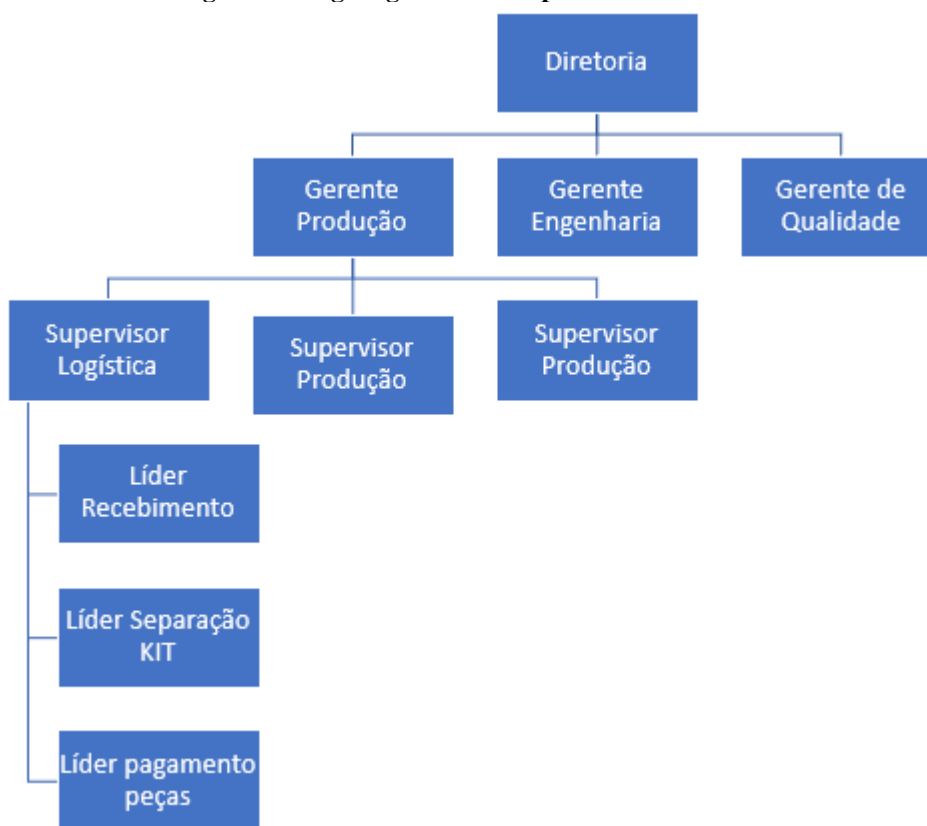 Diretoria
Gerente
Produção
Gerente
Engenharia
Gerente de
Qualidade
Supervisor
Logística
Supervisor
Produção
Supervisor
Produção
Líder
Recebimento
Líder Separação
KIT
Líder pagamento
peças